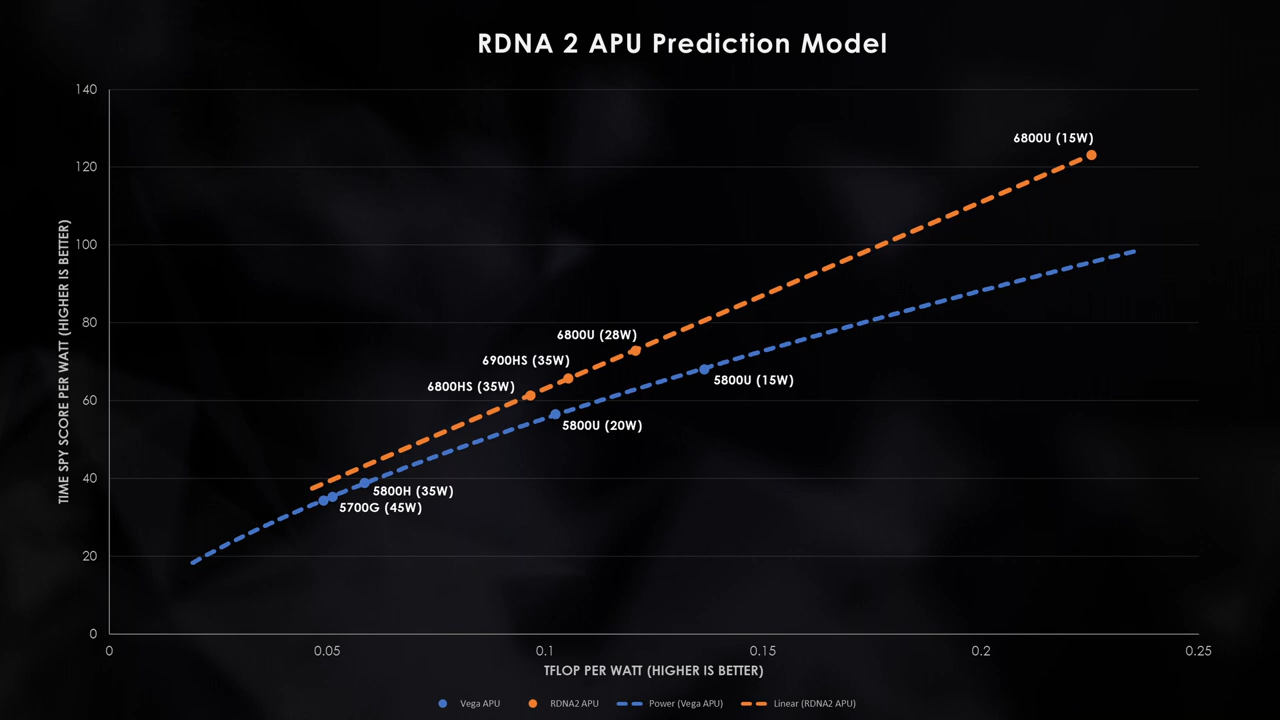 RDNA 2 APU Prediction Model
TIME SPY SCORE PER WATT (HIGHER IS BETTER)
140
120
100
80
60
40
20
0
6800U (15W)
6800U (28W)
6900HS (35W)
6800HS (35W)
5800U (15W)
5800U (20W)
5800H (35W)
5700G (45W)
0
0.05
0.1
0.15
0.2
0.25
TFLOP PER WATT (HIGHER IS BETTER)
Vega APU
RDNA2 APU
Power (Vega APU)
Linear (RDNA2 APU)